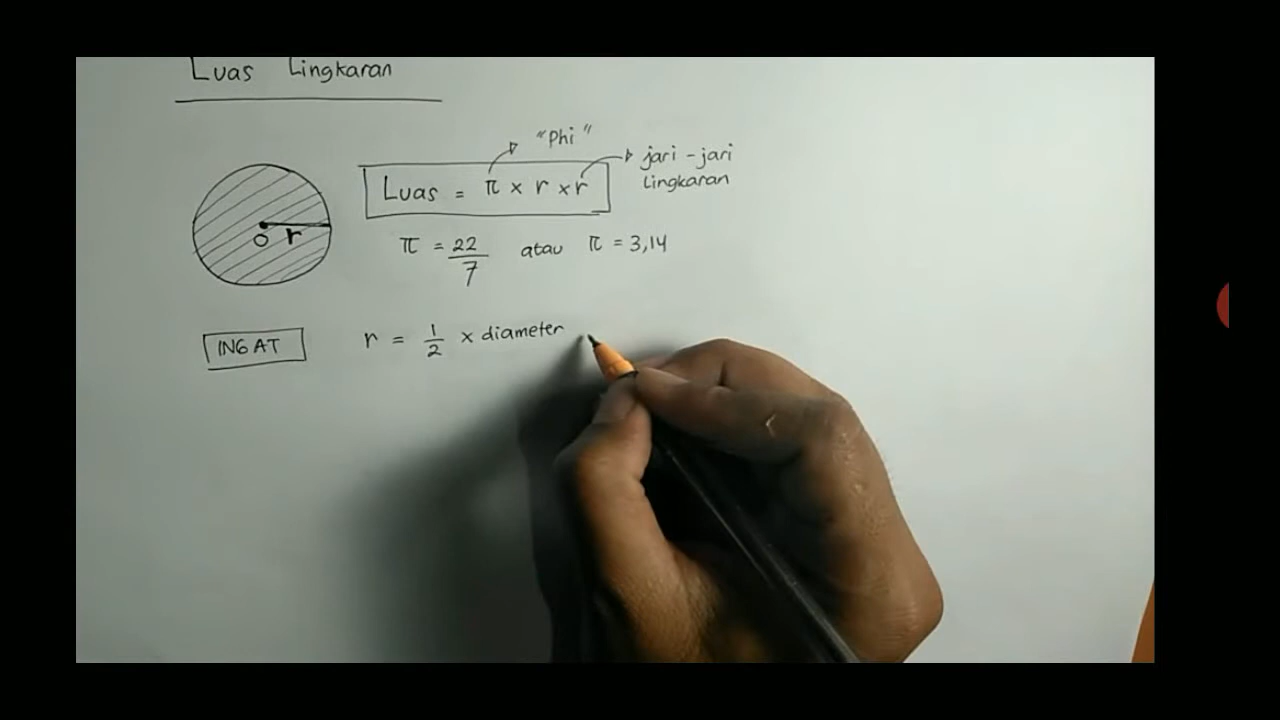 Luas Lingkaran
"Phi"
jari-jari
lingkaran
Luas = π × r × r
O r
π = 22/7 atau π = 3,14
INGAT r = 1/2 × diameter